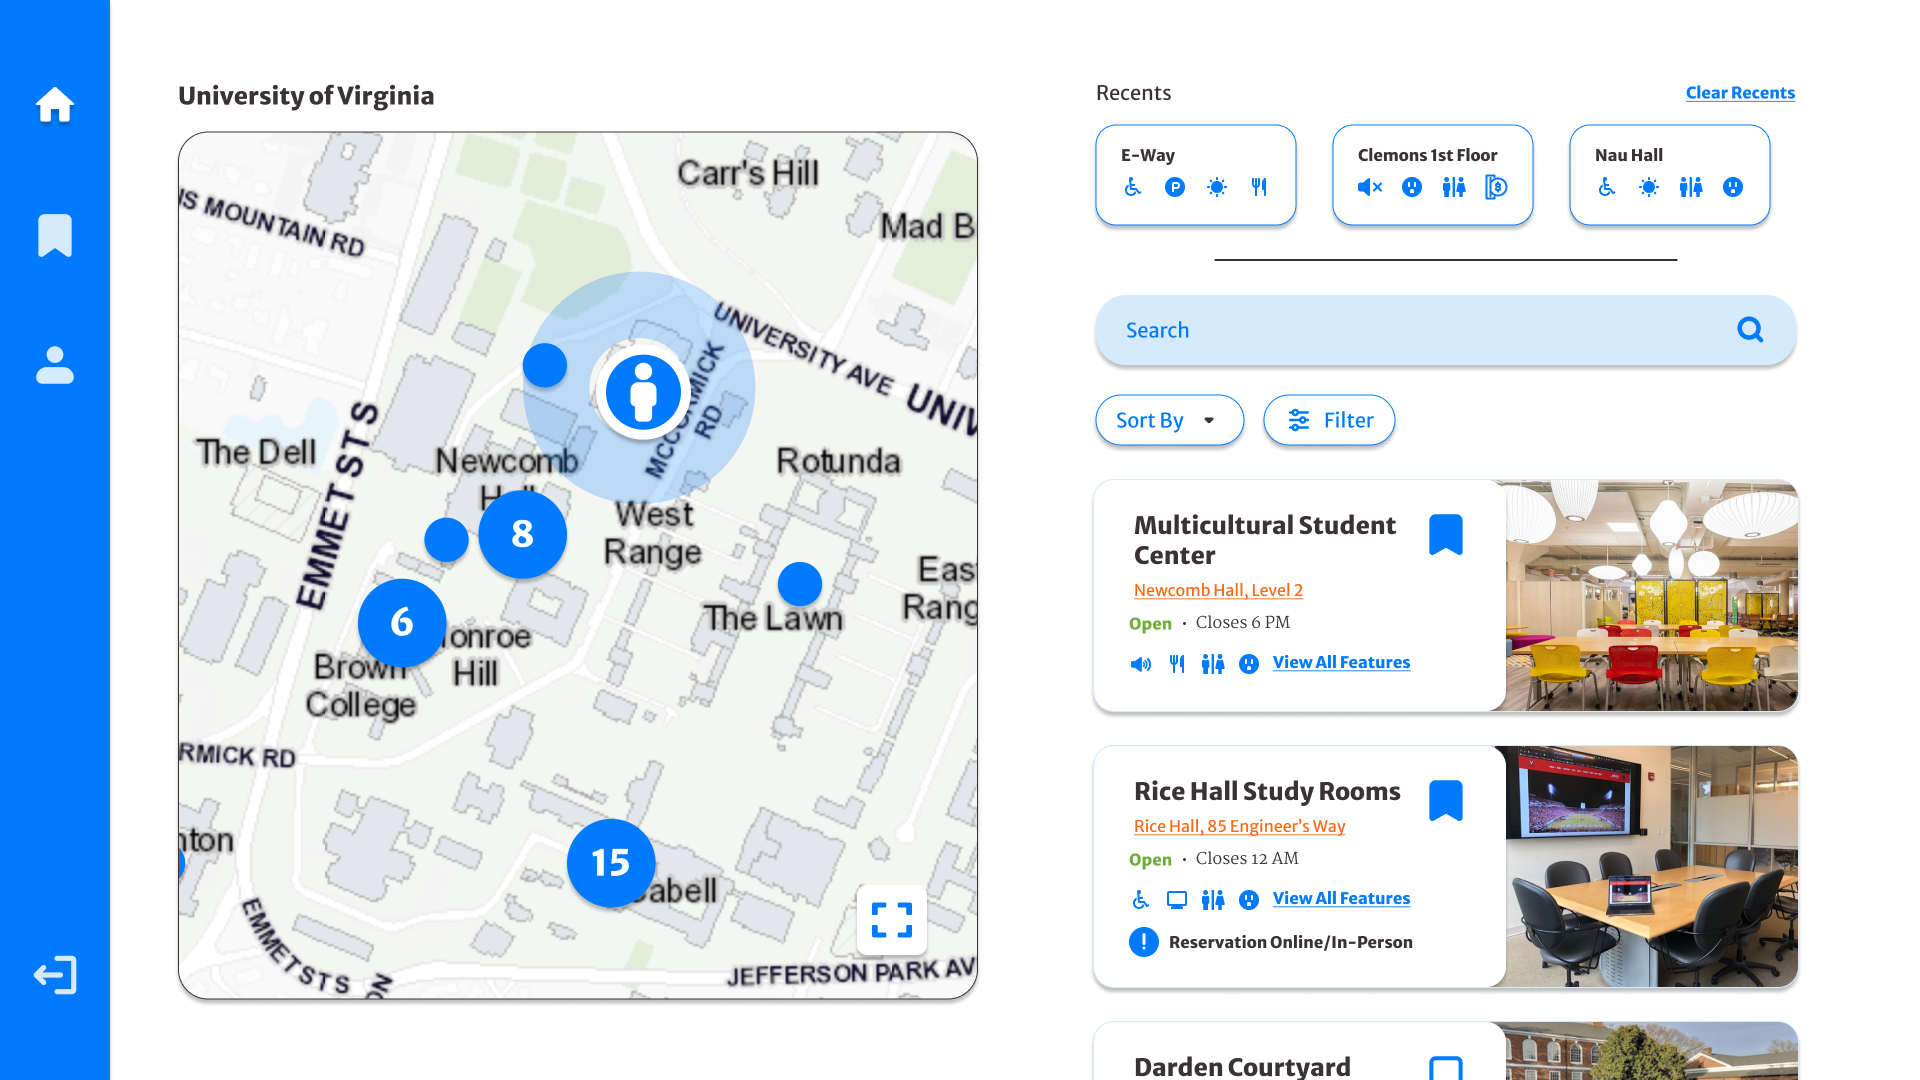 University of Virginia
Carr's Hill
Mad B
IS MOUNTAIN RD
UNIVERSITY AVE
UNIV
MCCORMICK
RD
The Dell
EMMET ST S
Newcomb
Rotunda
8
West
Range
East
Rang
The Lawn
6
onroe
Hill
Brown
College
RMICK RD
nton
15
abell
EMMET ST S
JEFFERSON PARK AV
Recents
Clear Recents
E-Way
P
Clemons 1st Floor
Nau Hall
Search
Sort By
Filter
Multicultural Student
Center
Newcomb Hall, Level 2
Open · Closes 6 PM
View All Features
Rice Hall Study Rooms
Rice Hall, 85 Engineer's Way
Open · Closes 12 AM
View All Features
! Reservation Online/In-Person
Darden Courtyard